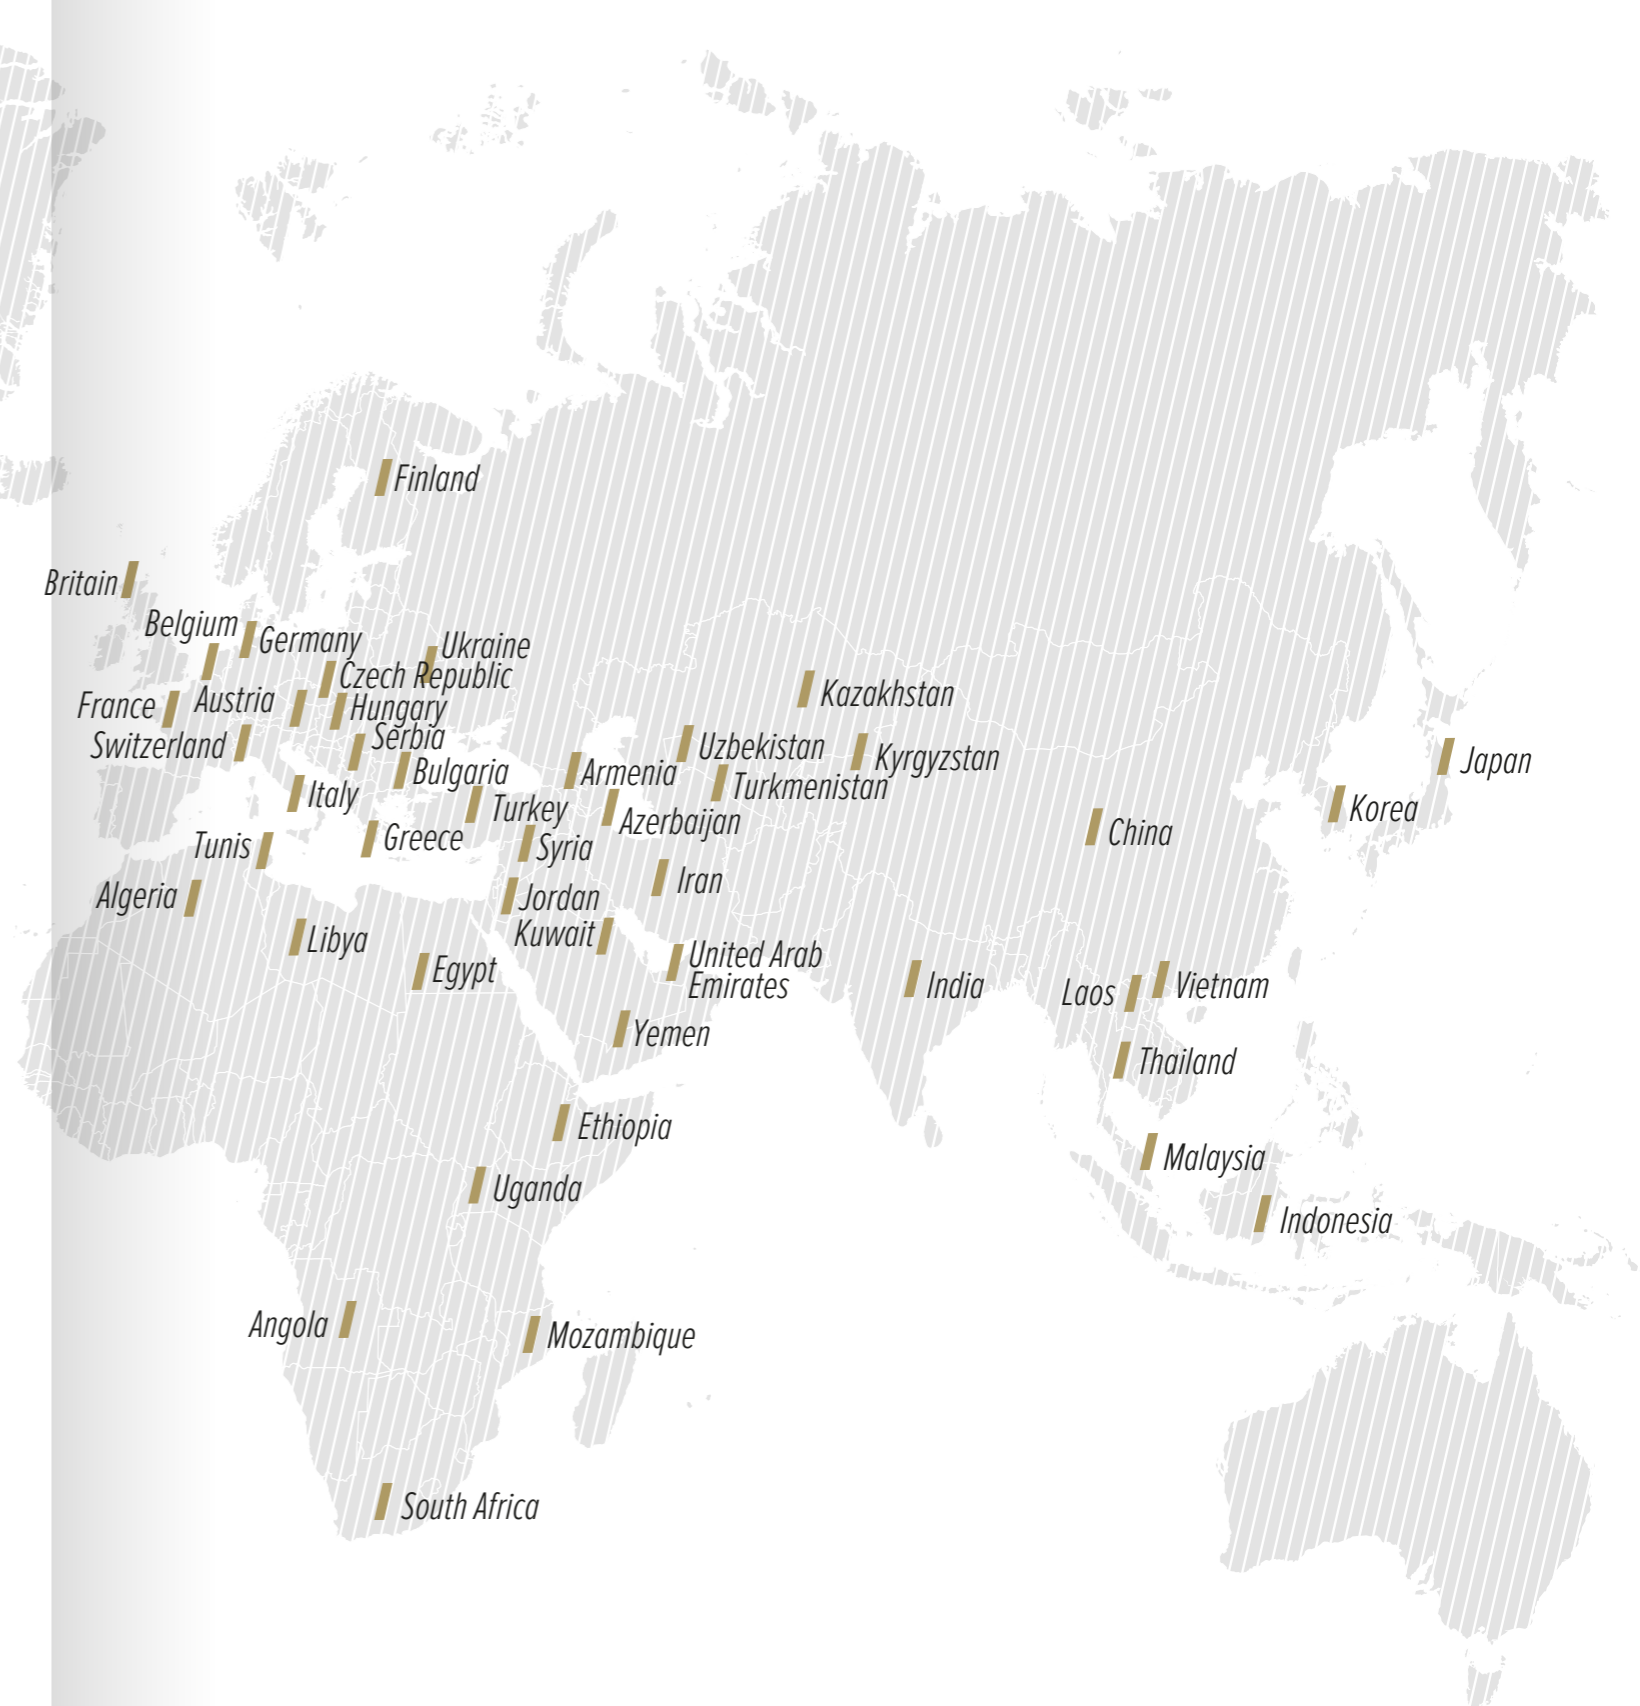 Finland
Britain
Belgium
Germany
Ukraine
Czech Republic
France
Austria
Hungary
Kazakhstan
Switzerland
Serbia
Uzbekistan
Kyrgyzstan
Japan
Bulgaria
Armenia
Turkmenistan
Italy
Turkey
Azerbaijan
Korea
Tunis
Greece
Syria
China
Algeria
Iran
Jordan
Libya
Kuwait
Egypt
United Arab
Emirates
India
Laos
Vietnam
Yemen
Thailand
Ethiopia
Malaysia
Uganda
Indonesia
Angola
Mozambique
South Africa